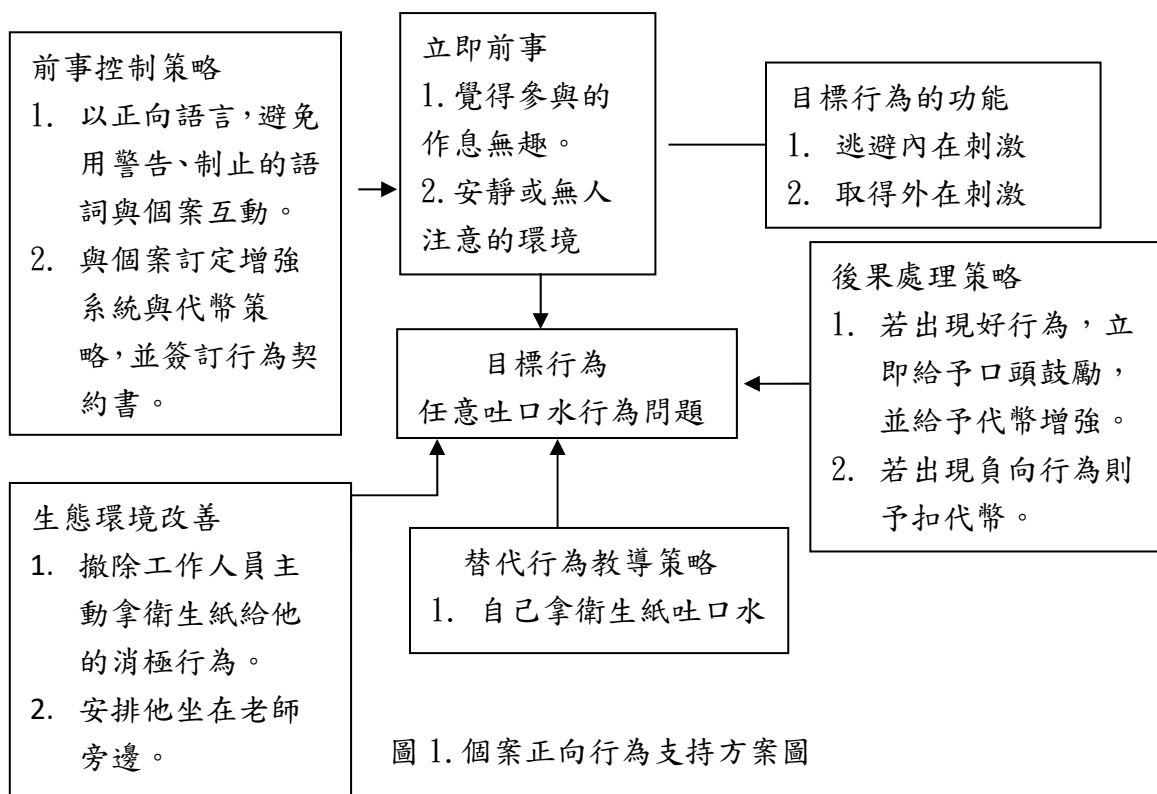 前事控制策略
1. 以正向語言,避免
用警告、制止的語
詞與個案互動。
2. 與個案訂定增強
系統與代幣策
略,並簽訂行為契
約書。
立即前事
1.覺得參與的
作息無趣。
2.安靜或無人
注意的環境
目標行為的功能
1. 逃避內在刺激
2. 取得外在刺激
目標行為
任意吐口水行為問題
後果處理策略
1. 若出現好行為,立
即給予口頭鼓勵,
並給予代幣增強。
2. 若出現負向行為則
予扣代幣。
生態環境改善
1. 撤除工作人員主
動拿衛生紙給他
的消極行為。
2. 安排他坐在老師
旁邊。
替代行為教導策略
1. 自己拿衛生紙吐口水
圖 1.個案正向行為支持方案圖